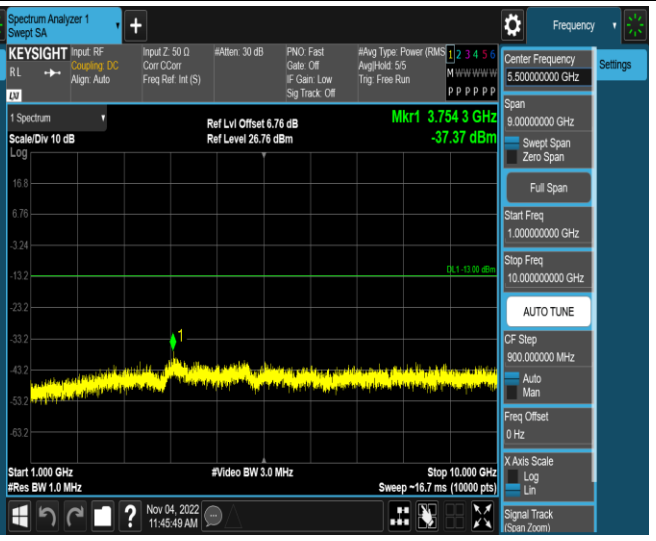 Spectrum Analyzer 1
Swept SA
+
Frequency
KEYSIGHT
Input: RF
Coupling: DC
Align: Auto
Input Z: 50 Ω
Corr CCorr
Freq Ref: Int (S)
#Atten: 30 dB
PNO: Fast
Gate: Off
IF Gain: Low
Sig Track: Off
#Avg Type: Power (RMS
Avg|Hold: 5/5
Trig: Free Run
1 2 3 4 5 6
M W W W W W
P P P P P P
R L
LXI
1 Spectrum
Scale/Div 10 dB
Log
Ref Lvl Offset 6.76 dB
Ref Level 26.76 dBm
Mkr1 3.754 3 GHz
-37.37 dBm
16.8
6.76
-3.24
-13.2
-23.2
-33.2
-43.2
-53.2
-63.2
DL1 -13.00 dBm
1
Start 1.000 GHz
#Res BW 1.0 MHz
#Video BW 3.0 MHz
Stop 10.000 GHz
Sweep ~16.7 ms (10000 pts)
?
Nov 04, 2022
11:45:49 AM
Center Frequency
5.500000000 GHz
Settings
Span
9.00000000 GHz
Swept Span
Zero Span
Full Span
Start Freq
1.000000000 GHz
Stop Freq
10.000000000 GHz
AUTO TUNE
CF Step
900.000000 MHz
Auto
Man
Freq Offset
0 Hz
X Axis Scale
Log
Lin
Signal Track
(Span Zoom)